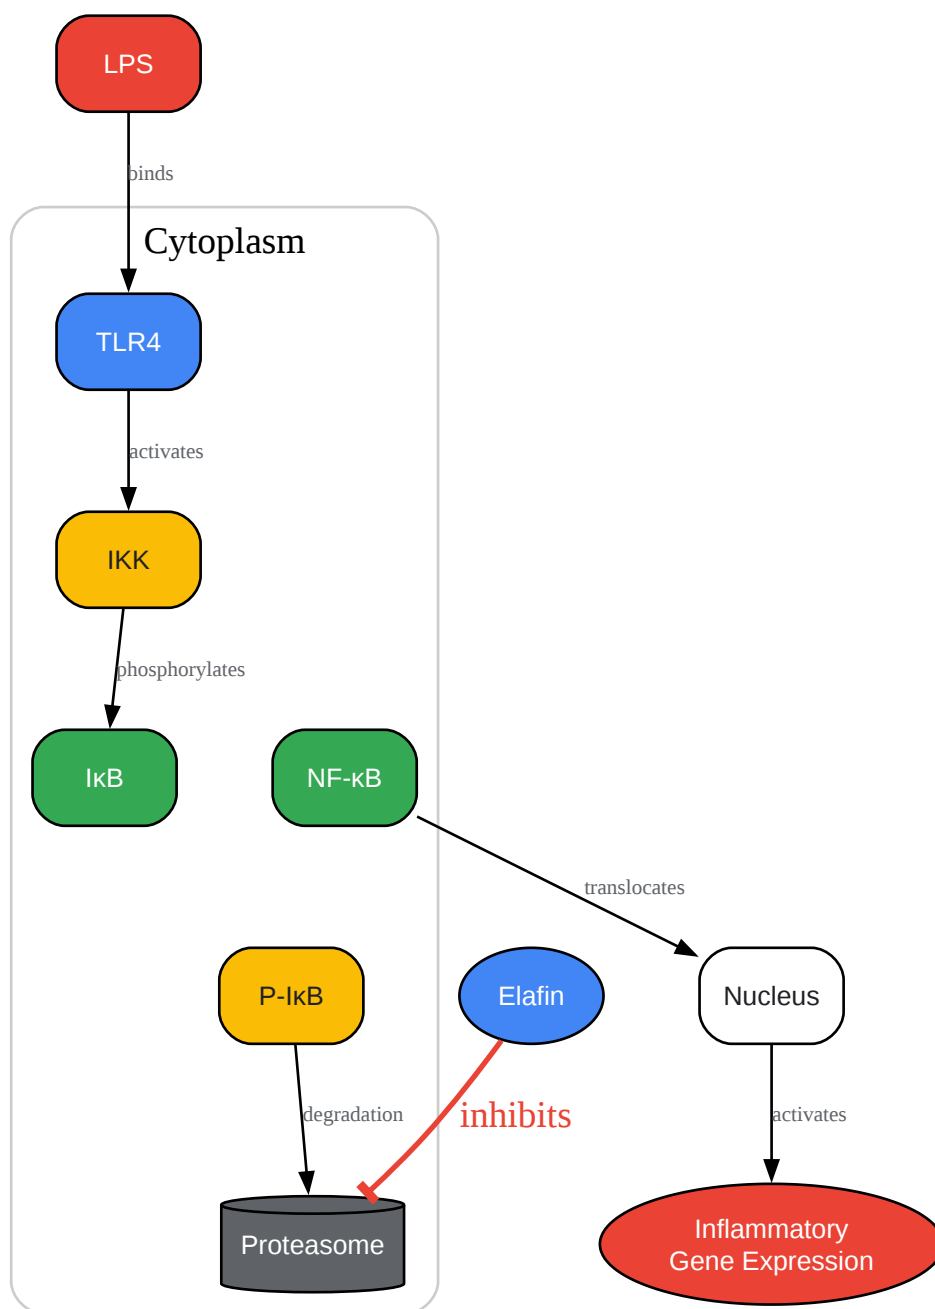 LPS
binds
Cytoplasm
TLR4
activates
IKK
phosphorylates
IκB
NF-κB
translocates
P-IκB
Elafin
Nucleus
degradation
inhibits
activates
Proteasome
Inflammatory
Gene Expression